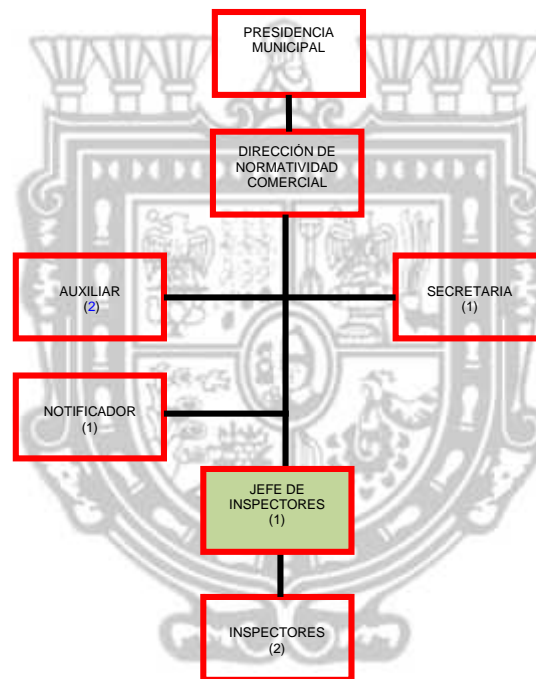 PRESIDENCIA
MUNICIPAL
DIRECCIÓN DE
NORMATIVIDAD
COMERCIAL
AUXILIAR
(2)
SECRETARIA
(1)
NOTIFICADOR
(1)
JEFE DE
INSPECTORES
(1)
INSPECTORES
(2)